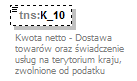 tns:K_10
Kwota netto - Dostawa
towarów oraz świadczenie
usług na terytorium kraju,
zwolnione od podatku